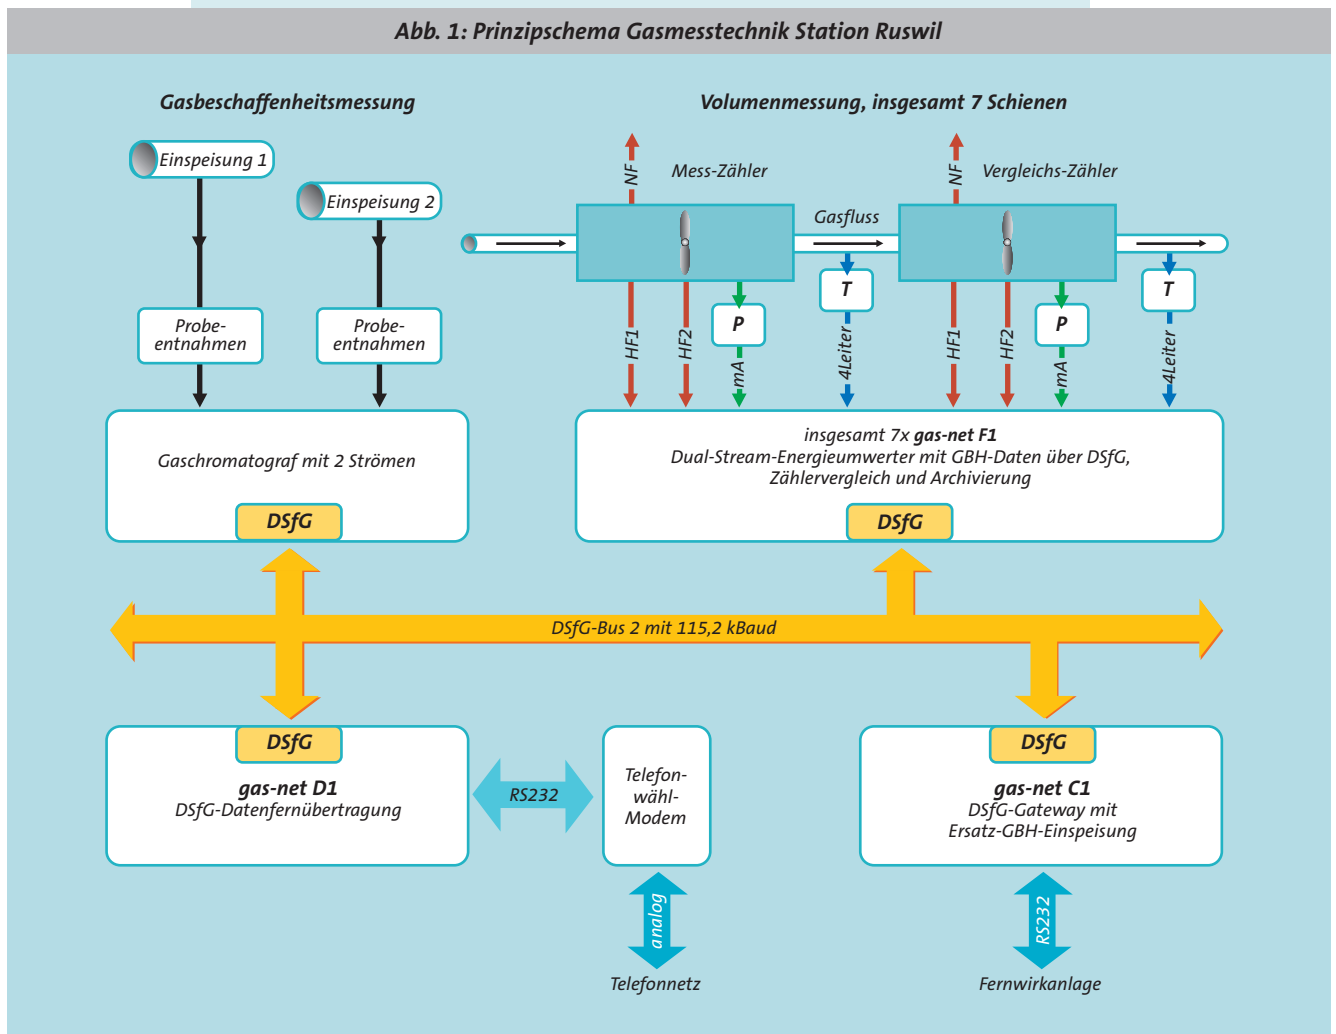 Abb. 1: Prinzipschema Gasmesstechnik Station Ruswil
Gasbeschaffenheitsmessung
Volumenmessung, insgesamt 7 Schienen
Einspeisung 1
Einspeisung 2
Probe-
entnahmen
Probe-
entnahmen
NF
Mess-Zähler
NF
Vergleichs-Zähler
Gasfluss
HF1
HF2
P
mA
T
4Leiter
HF1
HF2
P
mA
T
4Leiter
Gaschromatograf mit 2 Strömen
DSfG
insgesamt 7x gas-net F1
Dual-Stream-Energieumwerter mit GBH-Daten über DSfG,
Zählervergleich und Archivierung
DSfG
DSfG-Bus 2 mit 115,2 kBaud
DSfG
gas-net D1
DSfG-Datenfernübertragung
RS232
Telefon-
wähl-
Modem
analog
Telefonnetz
DSfG
gas-net C1
DSfG-Gateway mit
Ersatz-GBH-Einspeisung
RS232
Fernwirkanlage